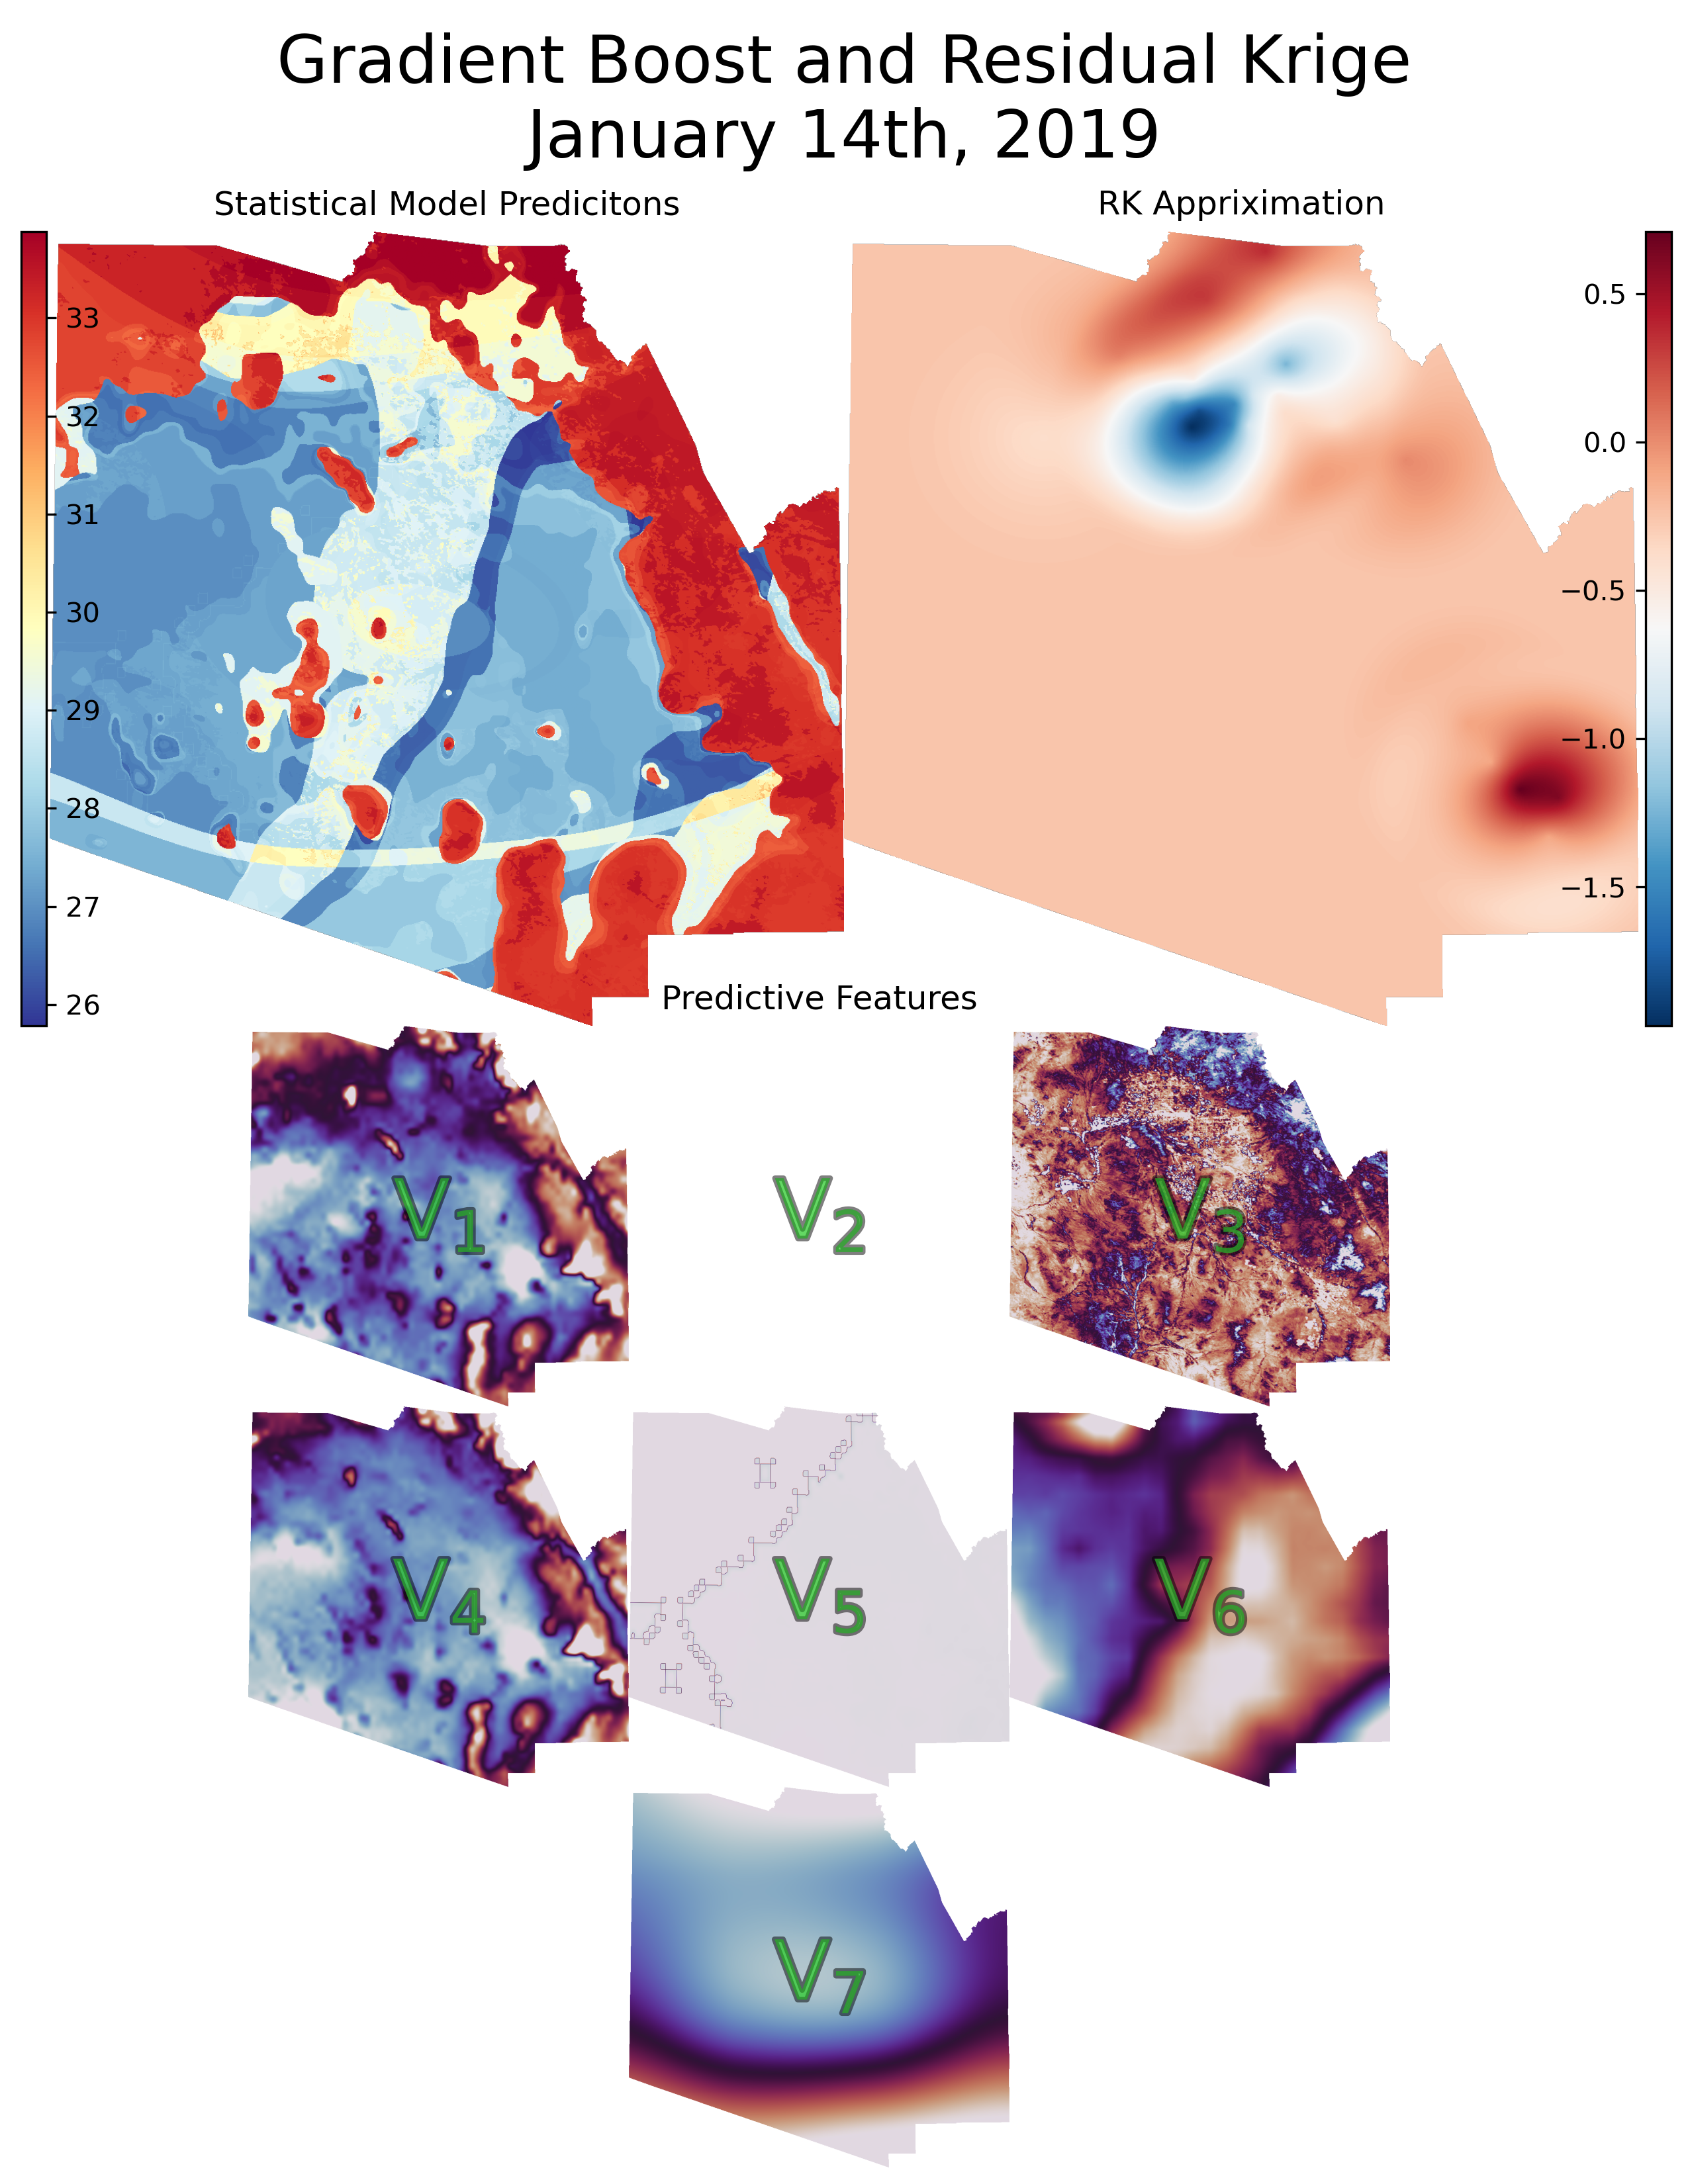 Gradient Boost and Residual Krige
January 14th, 2019
Statistical Model Predicitons
RK Appriximation
33
32
31
30
29
28
27
26
0.5
0.0
−0.5
−1.0
−1.5
Predictive Features
V1
V2
V3
V4
V5
V6
V7